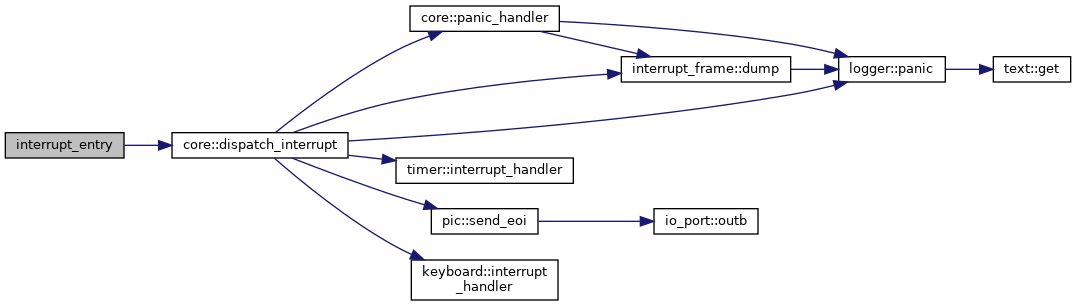 interrupt_entry
core::dispatch_interrupt
core::panic_handler
interrupt_frame::dump
logger::panic
text::get
timer::interrupt_handler
pic::send_eoi
io_port::outb
keyboard::interrupt
_handler